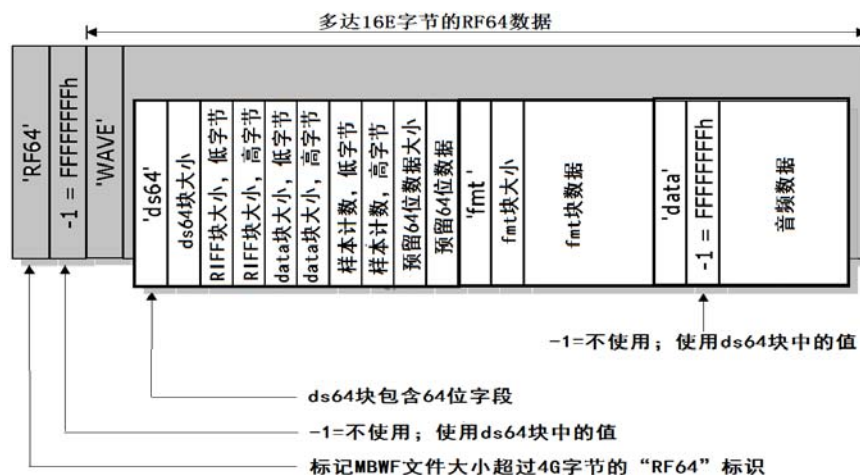 多达16E字节的RF64数据
'RF64'
-1 = FFFFFFFFh
'WAVE'
'ds64'
ds64块大小
RIFF块大小, 低字节
RIFF块大小, 高字节
data块大小, 低字节
data块大小, 高字节
样本计数, 低字节
样本计数, 高字节
预留64位数据大小
预留64位数据
'fmt'
fmt块大小
fmt块数据
'data'
-1 = FFFFFFFFh
音频数据
-1=不使用；使用ds64块中的值
ds64块包含64位字段
-1=不使用；使用ds64块中的值
标记MBWF文件大小超过4G字节的“RF64”标识